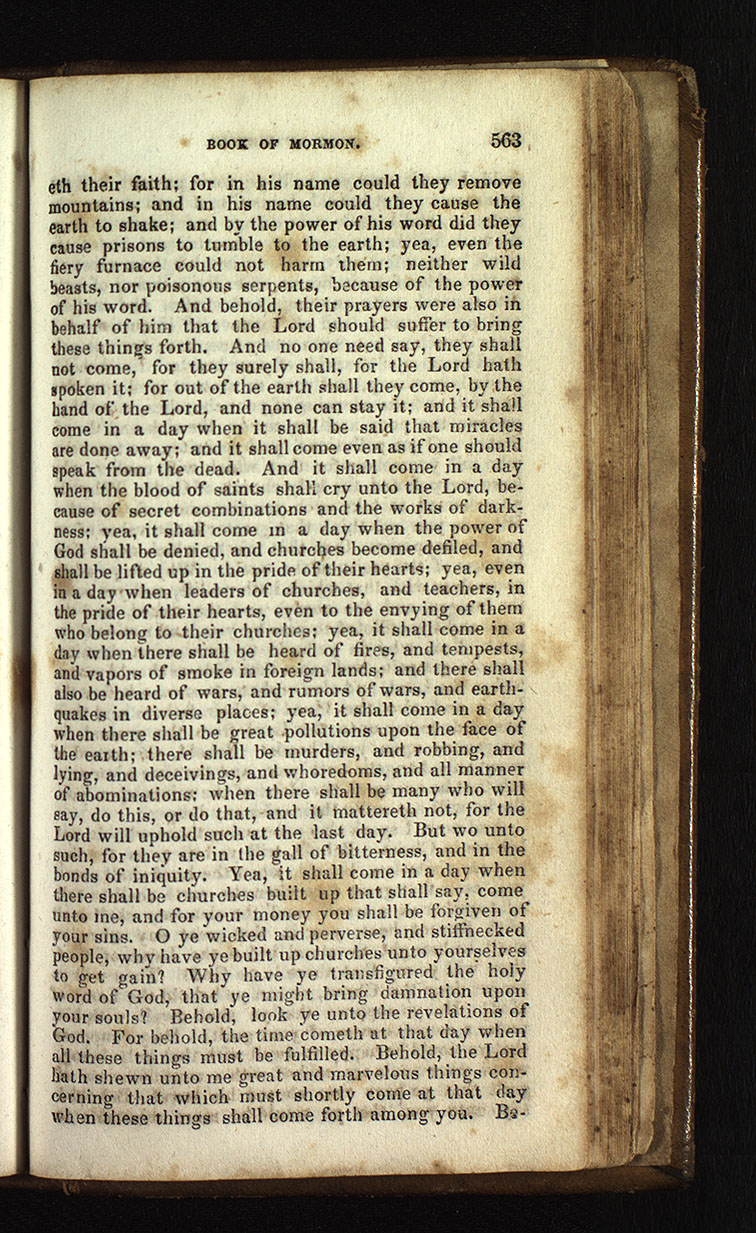 BOOK OF MORMON. 563
eth their faith; for in his name could they remove
mountains; and in his name could they cause the
earth to shake; and by the power of his word did they
cause prisons to tumble to the earth; yea, even the
fiery furnace could not harm them; neither wild
beasts, nor poisonous serpents, because of the power
of his word. And behold, their prayers were also in
behalf of him that the Lord should suffer to bring
these things forth. And no one need say, they shall
not come, for they surely shall, for the Lord hath
spoken it; for out of the earth shall they come, by the
hand of the Lord, and none can stay it; and it shall
come in a day when it shall be said that miracles
are done away; and it shall come even as if one should
speak from the dead. And it shall come in a day
when the blood of saints shall cry unto the Lord, be-
cause of secret combinations and the works of dark-
ness; yea, it shall come in a day when the power of
God shall be denied, and churches become defiled, and
shall be lifted up in the pride of their hearts; yea, even
in a day when leaders of churches, and teachers, in
the pride of their hearts, even to the envying of them
who belong to their churches; yea, it shall come in a
day when there shall be heard of fires, and tempests,
and vapors of smoke in foreign lands; and there shall
also be heard of wars, and rumors of wars, and earth-
quakes in diverse places; yea, it shall come in a day
when there shall be great pollutions upon the face of
the earth; there shall be murders, and robbing, and
lying, and deceivings, and whoredoms, and all manner
of abominations; when there shall be many who will
say, do this, or do that, and it mattereth not, for the
Lord will uphold such at the last day. But wo unto
such, for they are in the gall of bitterness, and in the
bonds of iniquity. Yea, it shall come in a day when
there shall be churches built up that shall say, come
unto me, and for your money you shall be forgiven of
your sins. O ye wicked and perverse, and stiffnecked
people, why have ye built up churches unto yourselves
to get gain? Why have ye transfigured the holy
word of God, that ye might bring damnation upon
your souls? Behold, look ye unto the revelations of
God. For behold, the time cometh at that day when
all these things must be fulfilled. Behold, the Lord
hath shewn unto me great and marvelous things con-
cerning that which must shortly come at that day
when these things shall come forth among you. Be-